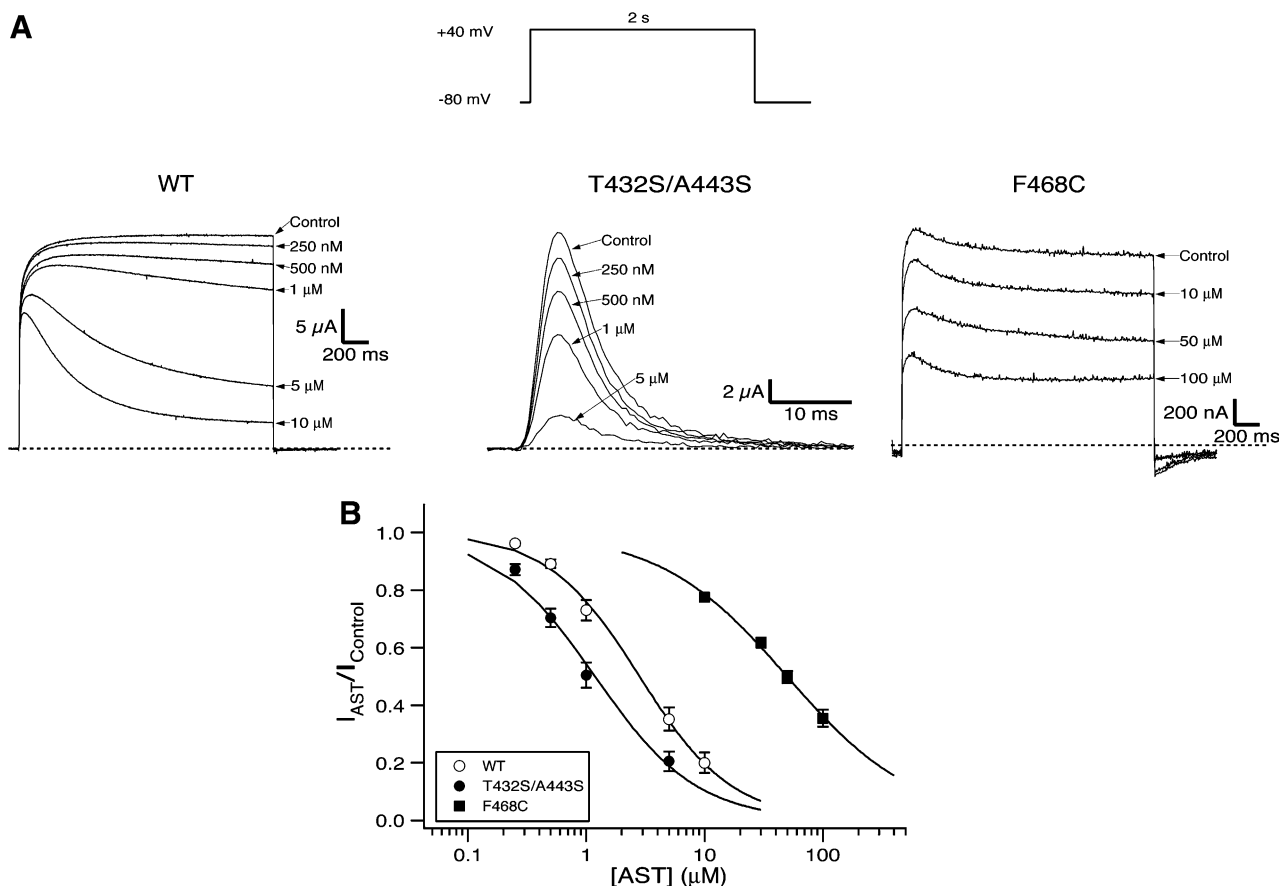 A
2 s
+40 mV
-80 mV
WT
T432S/A443S
F468C
Control
250 nM
500 nM
1 µM
5 µM
10 µM
5 µA
200 ms
Control
250 nM
500 nM
1 µM
5 µM
2 µA
10 ms
Control
10 µM
50 µM
100 µM
200 nA
200 ms
B
1.0
0.8
0.6
0.4
0.2
0.0
I_AST/I_Control
WT
T432S/A443S
F468C
0.1
1
10
100
[AST] (µM)